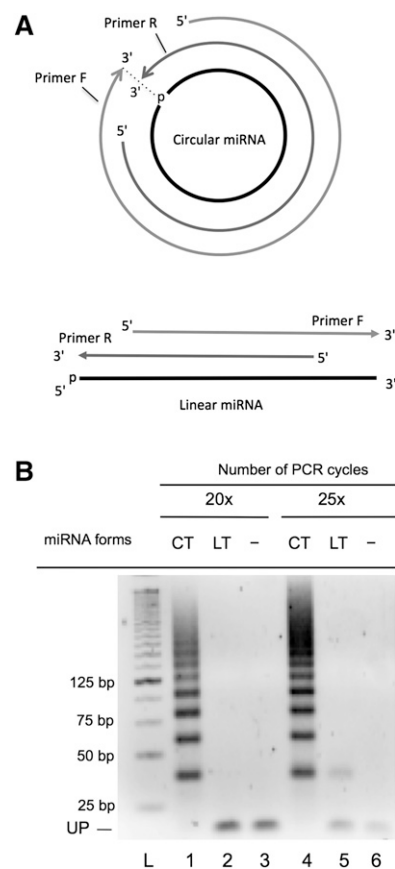 A
5'
Primer R
3'
Primer F
3'
p
5'
Circular miRNA
5' Primer F
3'
Primer R
3' 5'
p
5' 3'
Linear miRNA
B
Number of PCR cycles
20x 25x
miRNA forms CT LT – CT LT –
125 bp
75 bp
50 bp
25 bp
UP —
L 1 2 3 4 5 6